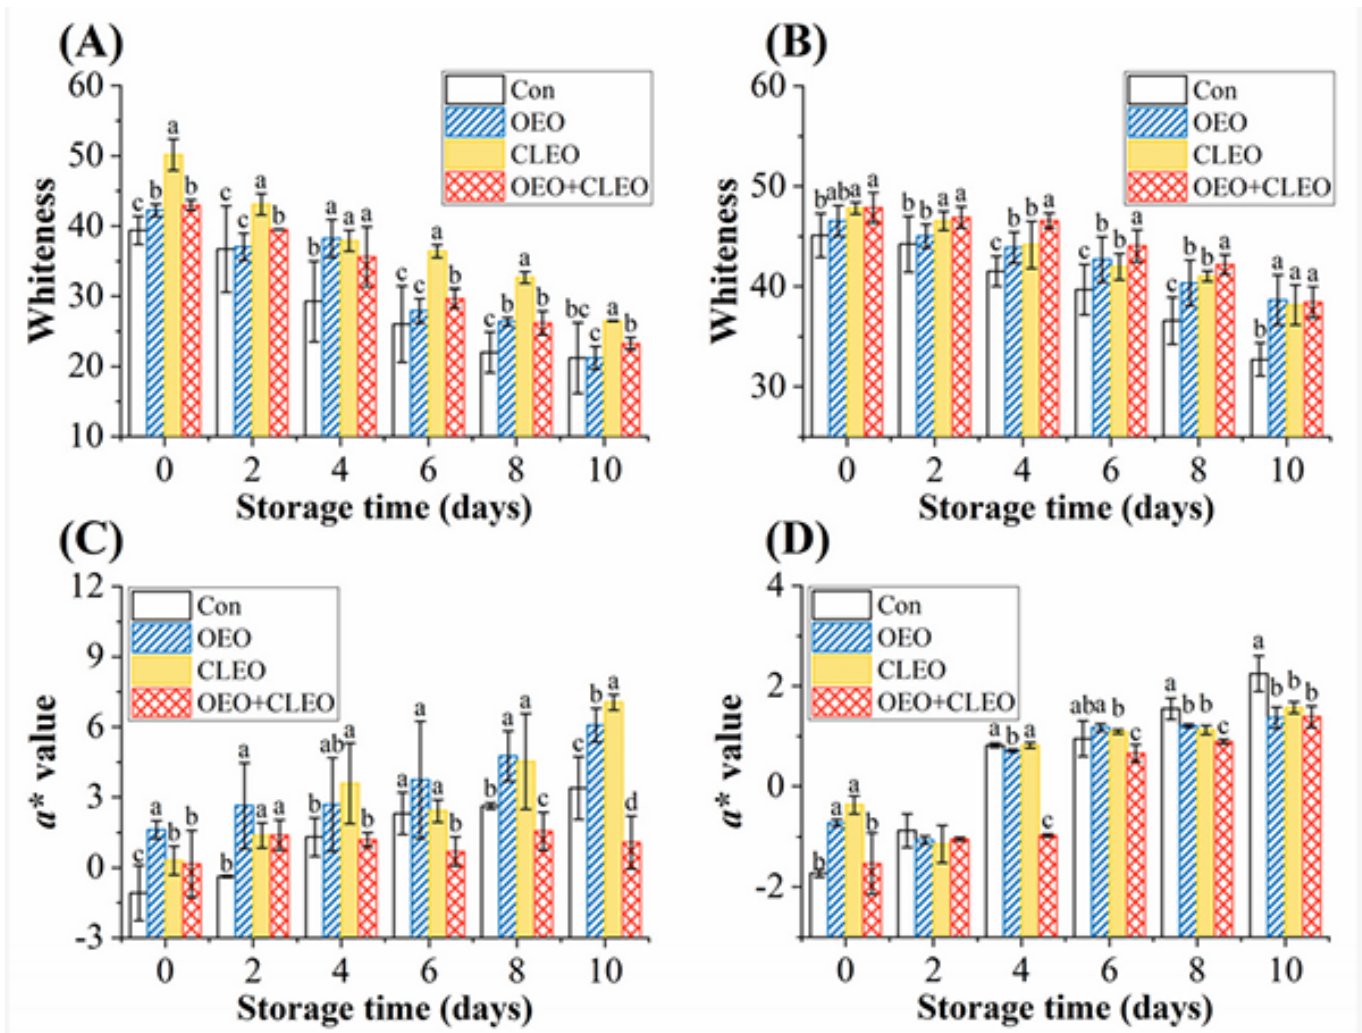 (A)
60
50
40
30
20
10
Whiteness
Con
OEO
CLEO
OEO+CLEO
c b a b
c c a b
b a a a
c c a b
c b a b
bc c a b
0 2 4 6 8 10
Storage time (days)
(B)
60
50
40
30
Whiteness
Con
OEO
CLEO
OEO+CLEO
b ab a a
b b a a
c b b a
c b b a
c b b a
b a a a
0 2 4 6 8 10
Storage time (days)
(C)
12
9
6
3
0
-3
a* value
Con
OEO
CLEO
OEO+CLEO
c a b b
b a a a
b ab a b
a a a b
b a a c
c b a d
0 2 4 6 8 10
Storage time (days)
(D)
4
2
0
-2
a* value
Con
OEO
CLEO
OEO+CLEO
b a a b
a b a c
ab a b c
a b b c
a b b b
0 2 4 6 8 10
Storage time (days)